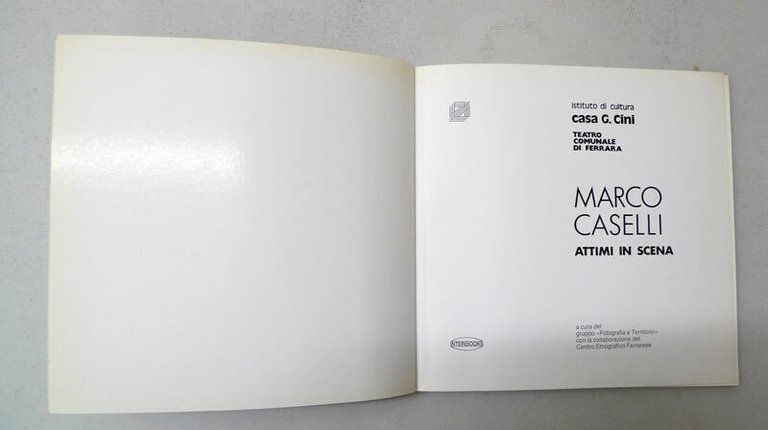 istituto di cultura
casa G. Cini
TEATRO
COMUNALE
DI FERRARA
MARCO
CASELLI
ATTIMI IN SCENA
a cura del
gruppo «Fotografia e Territorio»
con la collaborazione del
Centro Etnografico Ferrarese
INTERBOOKS